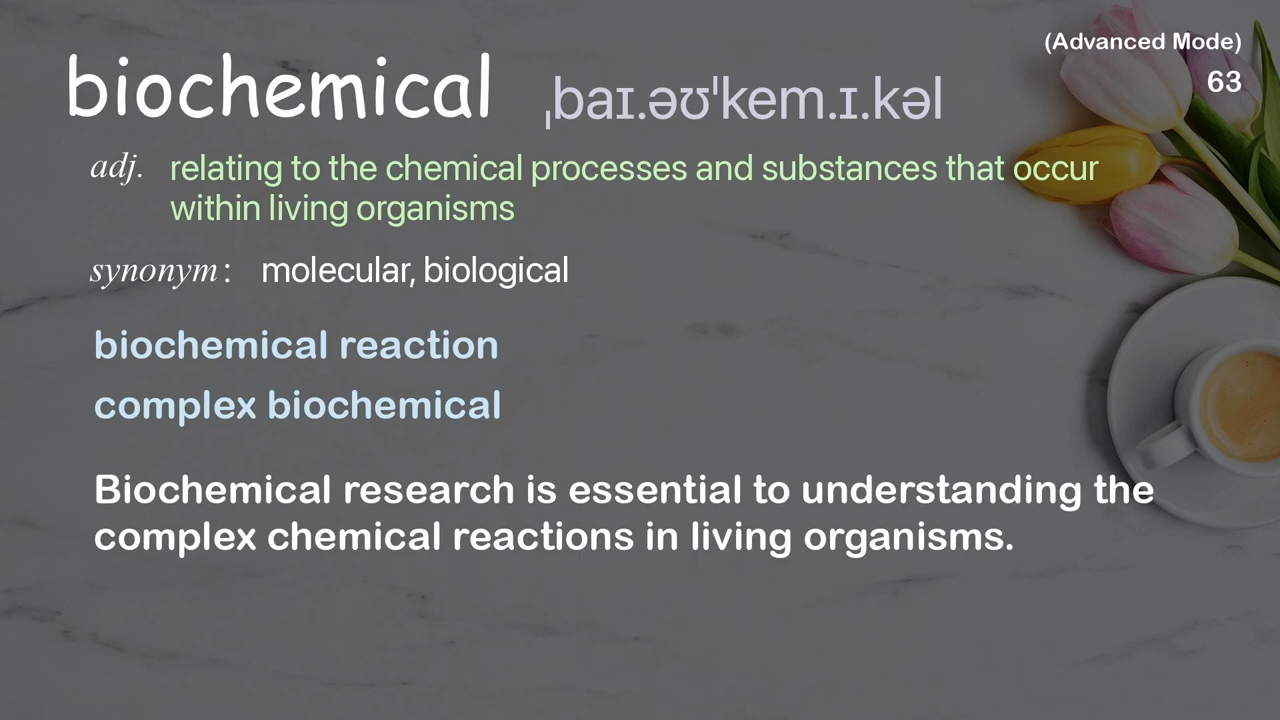 (Advanced Mode)
biochemical ˌbaɪ.əʊˈkem.ɪ.kəl
63
adj. relating to the chemical processes and substances that occur
within living organisms
synonym: molecular, biological
biochemical reaction
complex biochemical
Biochemical research is essential to understanding the
complex chemical reactions in living organisms.